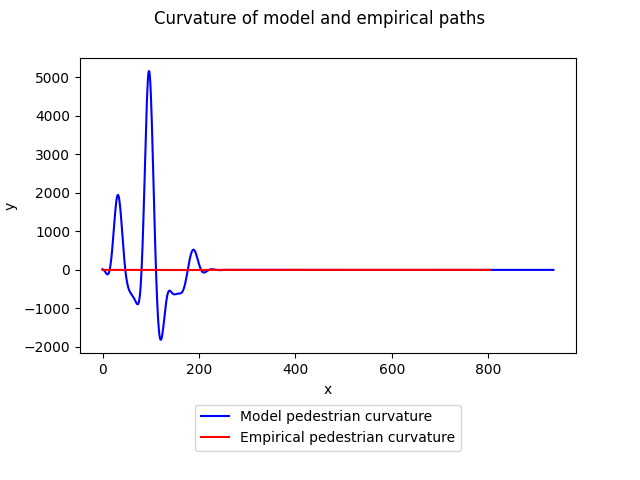 Curvature of model and empirical paths
5000
4000
3000
2000
1000
0
−1000
−2000
y
0 200 400 600 800
x
Model pedestrian curvature
Empirical pedestrian curvature